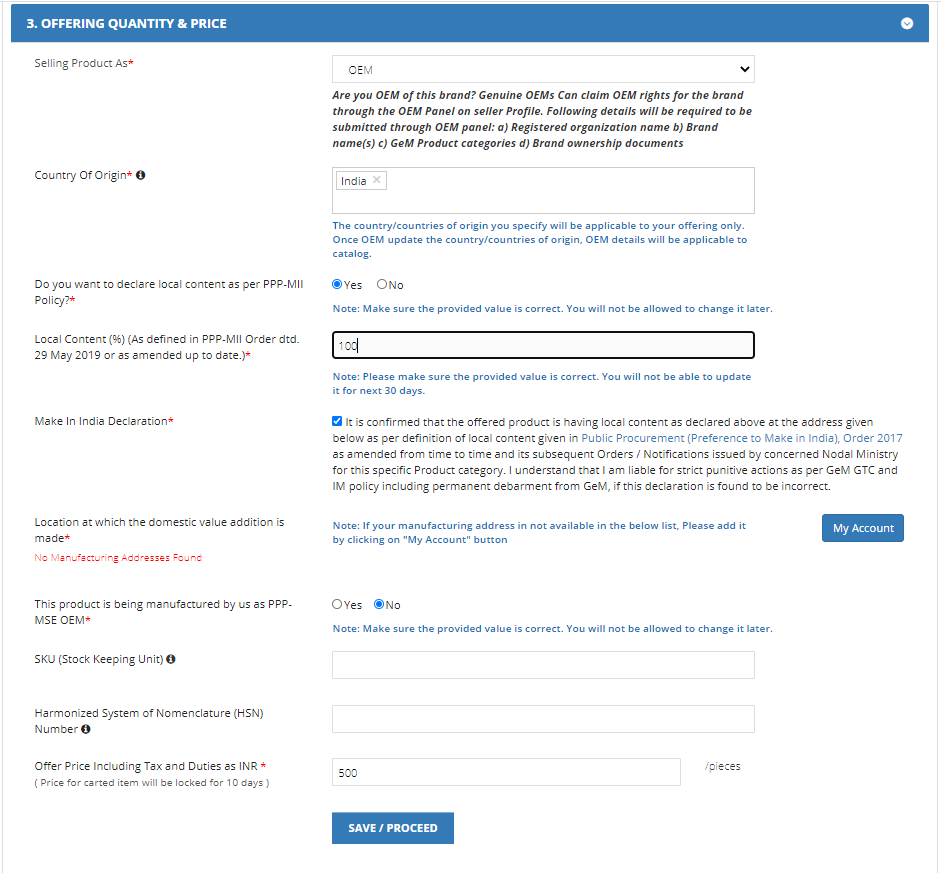 3. OFFERING QUANTITY & PRICE
Selling Product As*
OEM
Are you OEM of this brand? Genuine OEMs Can claim OEM rights for the brand
through the OEM Panel on seller Profile. Following details will be required to be
submitted through OEM panel: a) Registered organization name b) Brand
name(s) c) GeM Product categories d) Brand ownership documents
Country Of Origin*
India ×
The country/countries of origin you specify will be applicable to your offering only.
Once OEM update the country/countries of origin, OEM details will be applicable to
catalog.
Do you want to declare local content as per PPP-MII
Policy?*
Yes No
Note: Make sure the provided value is correct. You will not be allowed to change it later.
Local Content (%) (As defined in PPP-MII Order dtd.
29 May 2019 or as amended up to date.)*
100
Note: Please make sure the provided value is correct. You will not be able to update
it for next 30 days.
Make In India Declaration*
It is confirmed that the offered product is having local content as declared above at the address given
below as per definition of local content given in Public Procurement (Preference to Make in India), Order 2017
as amended from time to time and its subsequent Orders / Notifications issued by concerned Nodal Ministry
for this specific Product category. I understand that I am liable for strict punitive actions as per GeM GTC and
IM policy including permanent debarment from GeM, if this declaration is found to be incorrect.
Location at which the domestic value addition is
made*
No Manufacturing Addresses Found
Note: If your manufacturing address in not available in the below list, Please add it
by clicking on "My Account" button
My Account
This product is being manufactured by us as PPP-
MSE OEM*
Yes No
Note: Make sure the provided value is correct. You will not be allowed to change it later.
SKU (Stock Keeping Unit)
Harmonized System of Nomenclature (HSN)
Number
Offer Price Including Tax and Duties as INR *
( Price for carted item will be locked for 10 days )
500
/pieces
SAVE / PROCEED